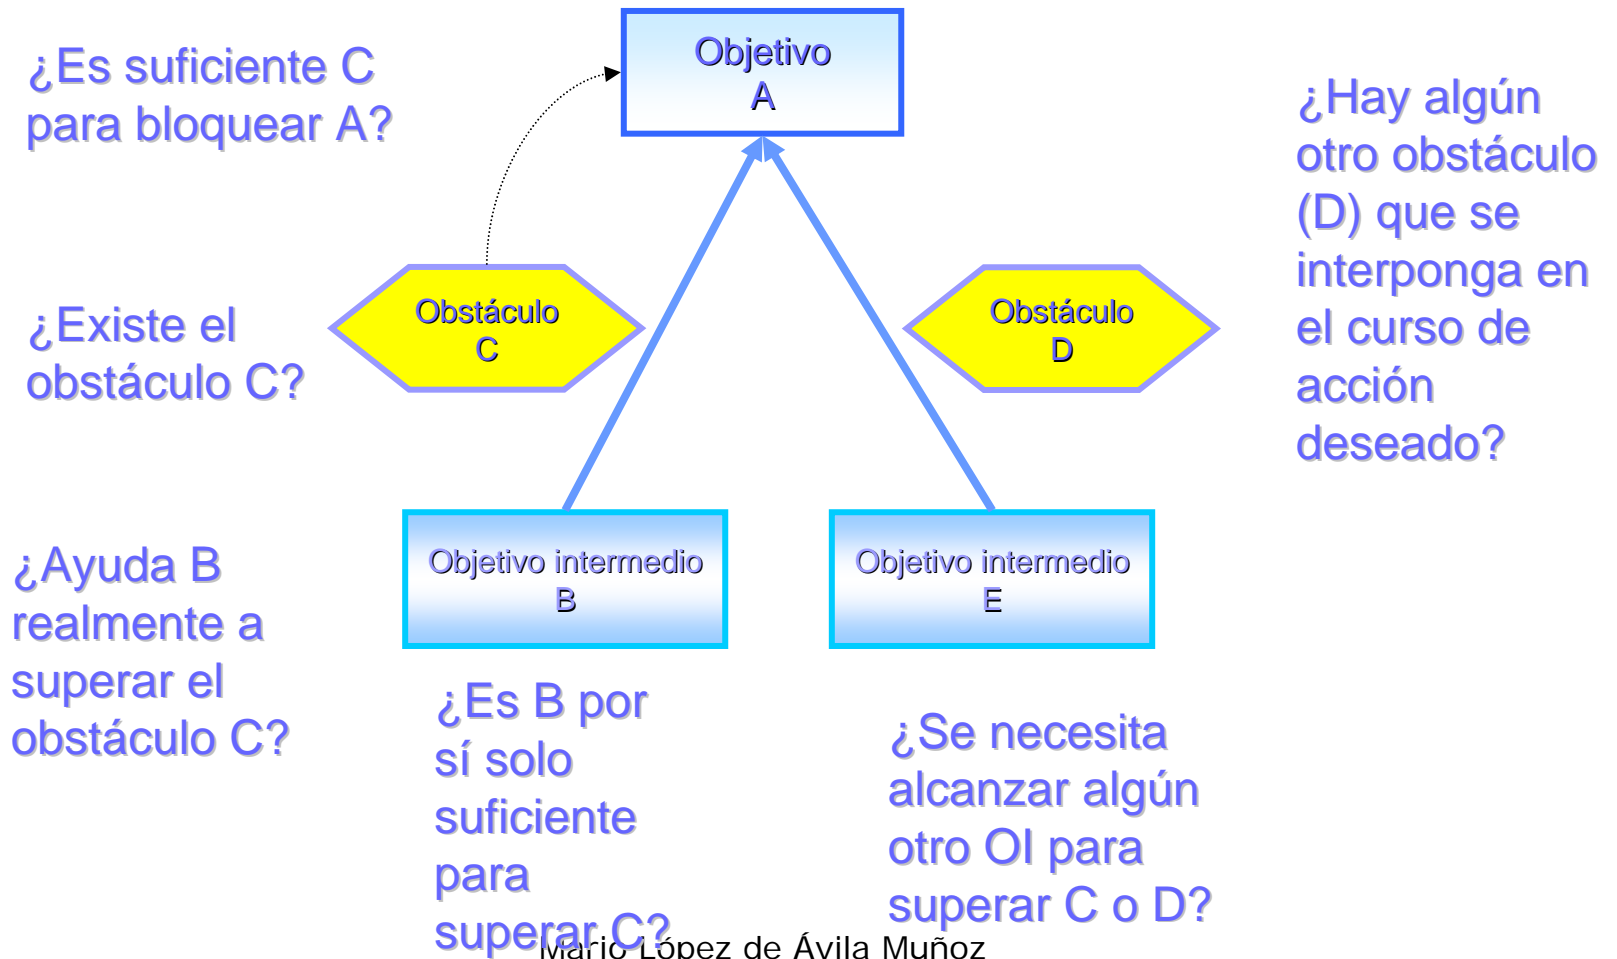 Objetivo
A
¿Es suficiente C
para bloquear A?
¿Hay algún
otro obstáculo
(D) que se
interponga en
el curso de
acción
deseado?
Obstáculo
C
Obstáculo
D
¿Existe el
obstáculo C?
Objetivo intermedio
B
Objetivo intermedio
E
¿Ayuda B
realmente a
superar el
obstáculo C?
¿Es B por
sí solo
suficiente
para
superar C?
¿Se necesita
alcanzar algún
otro OI para
superar C o D?
Mario López de Ávila Muñoz